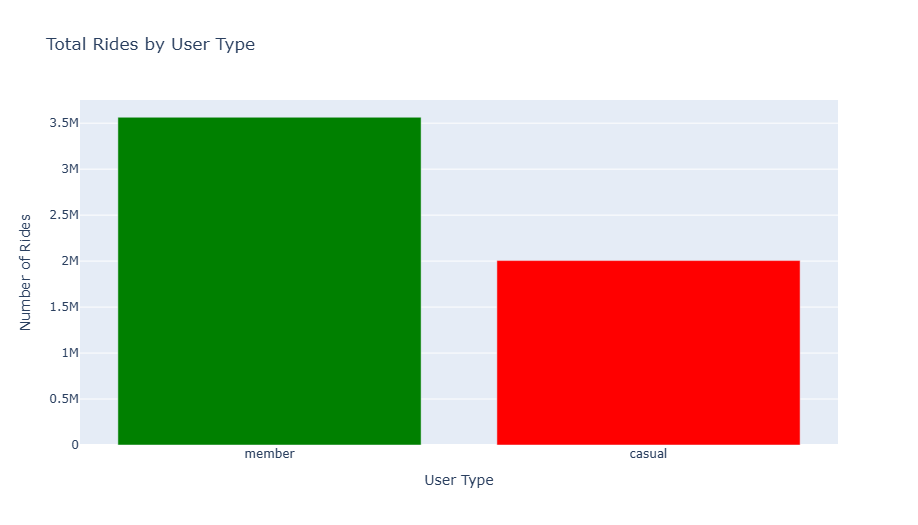 Total Rides by User Type
Number of Rides
3.5M
3M
2.5M
2M
1.5M
1M
0.5M
0
member
casual
User Type